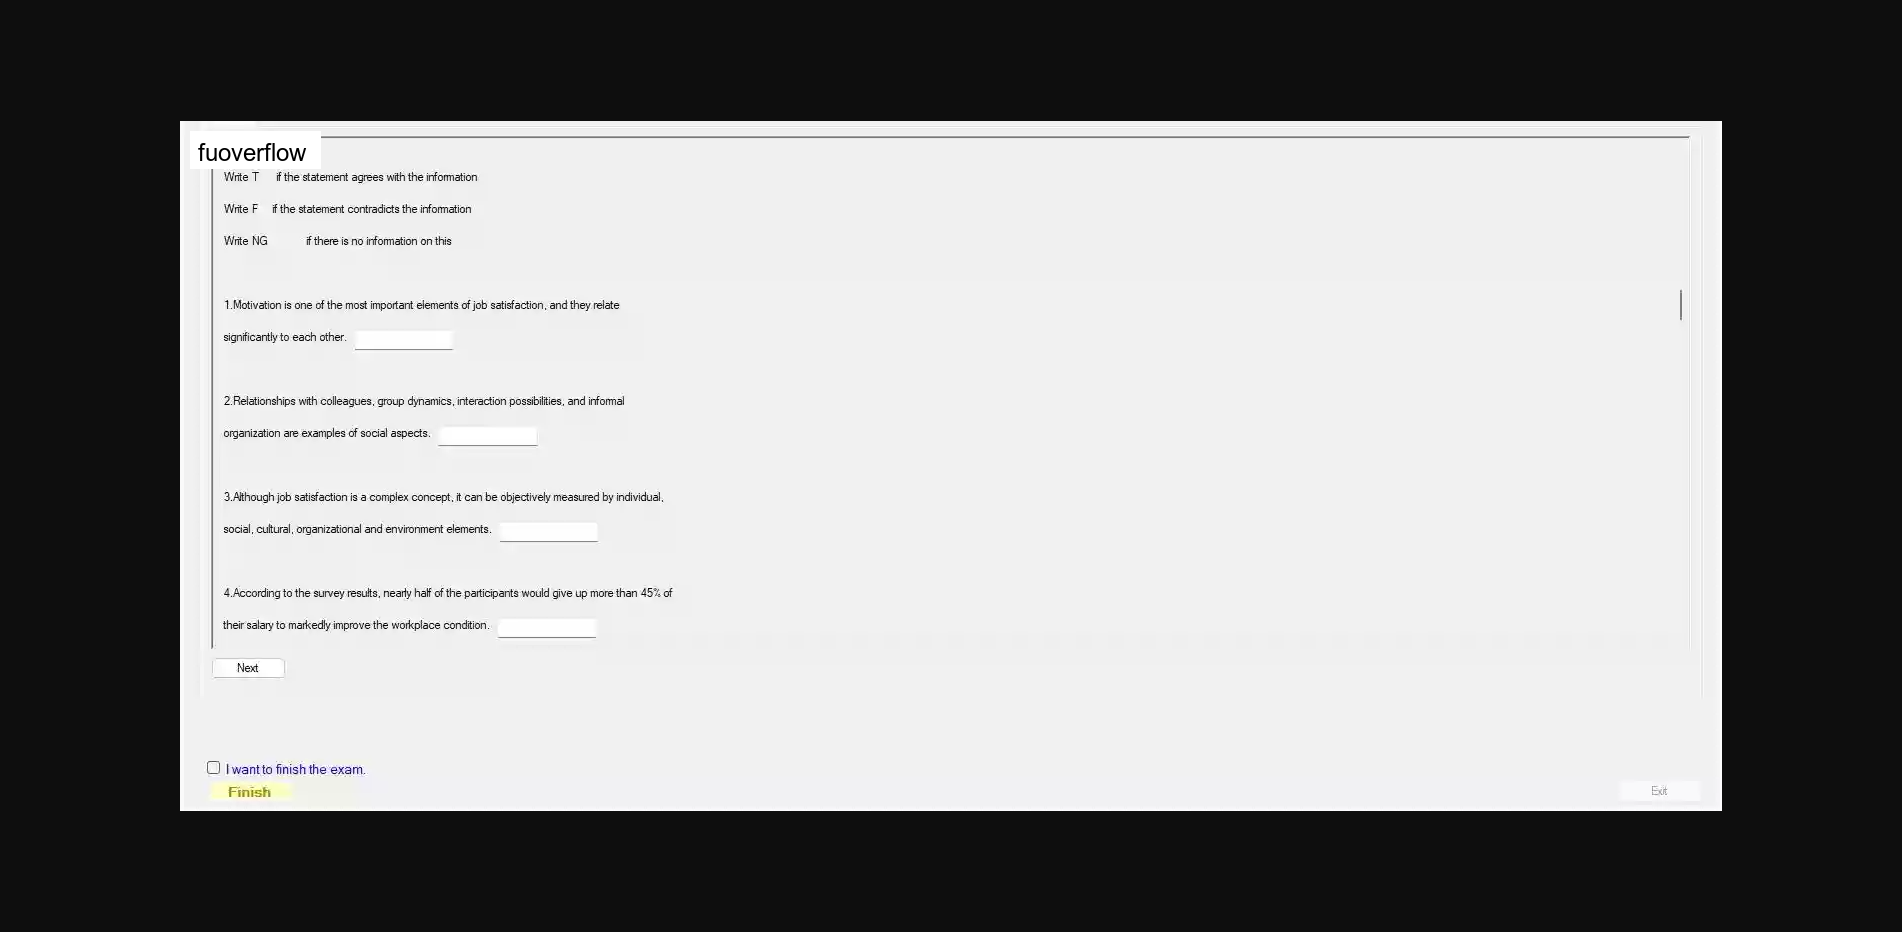 fuoverflow
Write T if the statement agrees with the information
Write F if the statement contradicts the information
Write NG if there is no information on this
1.Motivation is one of the most important elements of job satisfaction, and they relate
significantly to each other.
2.Relationships with colleagues, group dynamics, interaction possibilities, and informal
organization are examples of social aspects.
3.Although job satisfaction is a complex concept, it can be objectively measured by individual,
social, cultural, organizational and environment elements.
4.According to the survey results, nearly half of the participants would give up more than 45% of
their salary to markedly improve the workplace condition.
Next
I want to finish the exam.
Finish
Exit